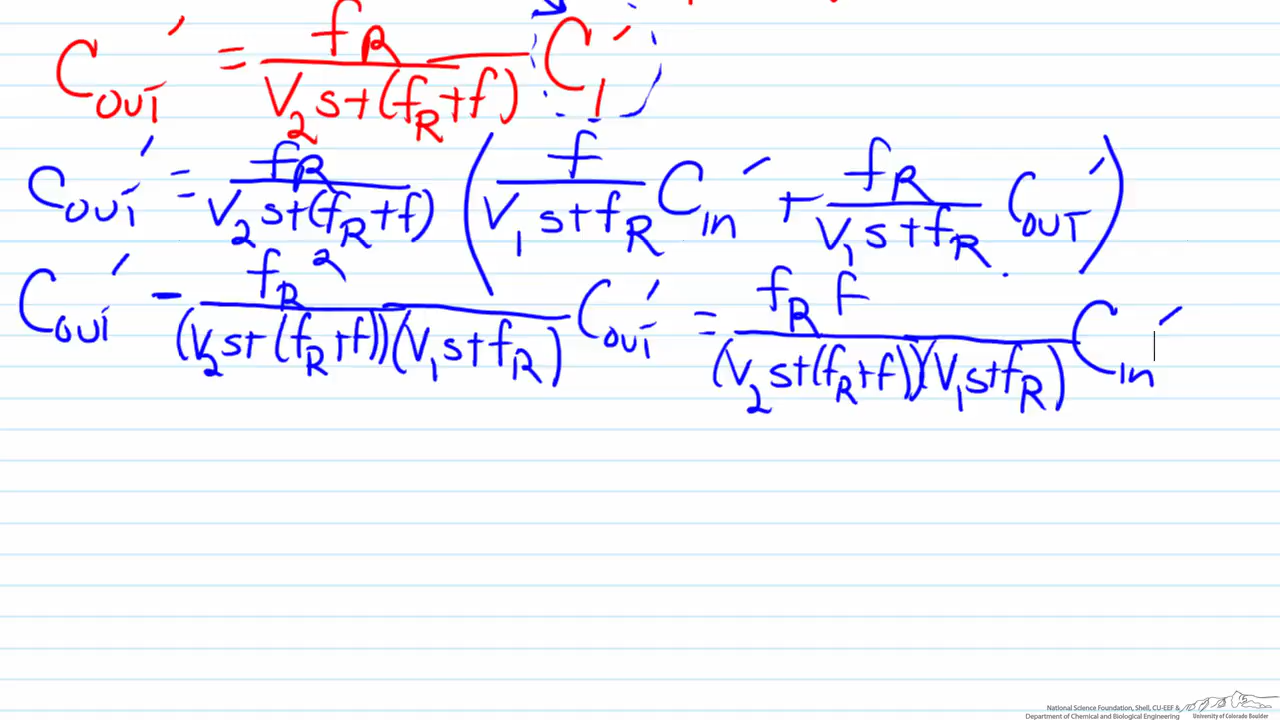 C_OUT' = f_R / (V_2 s + (f_R + f)) C_1'
C_OUT' = f_R / (V_2 s + (f_R + f)) ( f / (V_1 s + f_R) C_in' + f_R / (V_1 s + f_R) C_OUT' )
C_OUT' - f_R^2 / ((V_2 s + (f_R + f))(V_1 s + f_R)) C_OUT' = f_R f / ((V_2 s + (f_R + f))(V_1 s + f_R)) C_in'
National Science Foundation, Shell, CU-EEF &
Department of Chemical and Biological Engineering University of Colorado Boulder